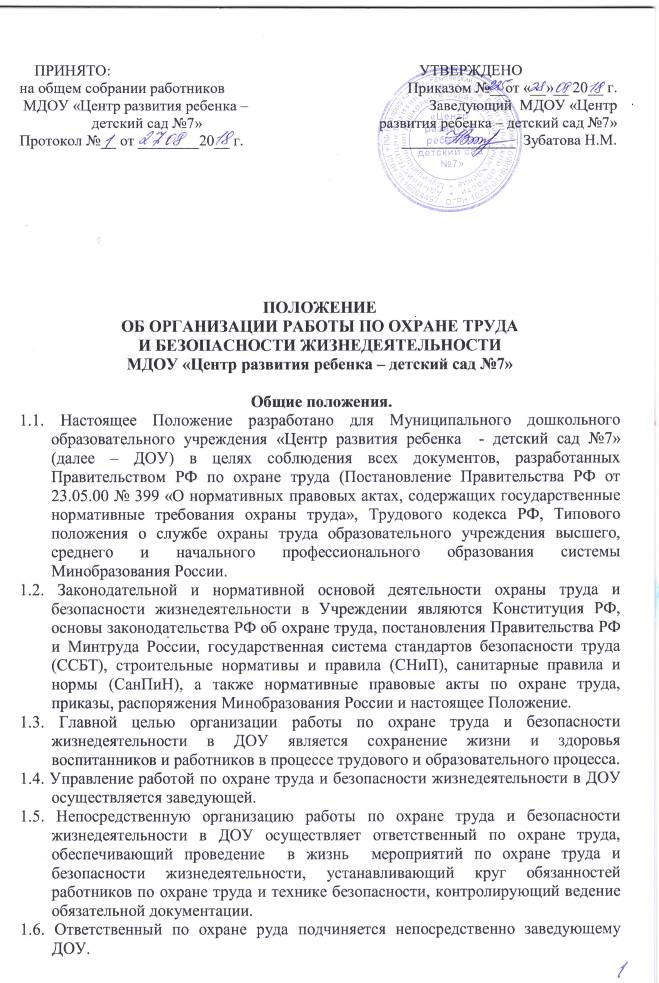 ПРИНЯТО:
на общем собрании работников
МДОУ «Центр развития ребенка –
детский сад №7»
Протокол № 1 от 27 08 2018 г.
УТВЕРЖДЕНО
Приказом № 225 от «28» 08 2018 г.
Заведующий МДОУ «Центр
развития ребенка – детский сад №7»
Зубатова Н.М.
«Центр
детский сад
№7»
ПОЛОЖЕНИЕ
ОБ ОРГАНИЗАЦИИ РАБОТЫ ПО ОХРАНЕ ТРУДА
И БЕЗОПАСНОСТИ ЖИЗНЕДЕЯТЕЛЬНОСТИ
МДОУ «Центр развития ребенка – детский сад №7»
Общие положения.
1.1. Настоящее Положение разработано для Муниципального дошкольного
образовательного учреждения «Центр развития ребенка - детский сад №7»
(далее – ДОУ) в целях соблюдения всех документов, разработанных
Правительством РФ по охране труда (Постановление Правительства РФ от
23.05.00 № 399 «О нормативных правовых актах, содержащих государственные
нормативные требования охраны труда», Трудового кодекса РФ, Типового
положения о службе охраны труда образовательного учреждения высшего,
среднего и начального профессионального образования системы
Минобразования России.
1.2. Законодательной и нормативной основой деятельности охраны труда и
безопасности жизнедеятельности в Учреждении являются Конституция РФ,
основы законодательства РФ об охране труда, постановления Правительства РФ
и Минтруда России, государственная система стандартов безопасности труда
(ССБТ), строительные нормативы и правила (СНиП), санитарные правила и
нормы (СанПиН), а также нормативные правовые акты по охране труда,
приказы, распоряжения Минобразования России и настоящее Положение.
1.3. Главной целью организации работы по охране труда и безопасности
жизнедеятельности в ДОУ является сохранение жизни и здоровья
воспитанников и работников в процессе трудового и образовательного процесса.
1.4. Управление работой по охране труда и безопасности жизнедеятельности в ДОУ
осуществляется заведующей.
1.5. Непосредственную организацию работы по охране труда и безопасности
жизнедеятельности в ДОУ осуществляет ответственный по охране труда,
обеспечивающий проведение в жизнь мероприятий по охране труда и
безопасности жизнедеятельности, устанавливающий круг обязанностей
работников по охране труда и технике безопасности, контролирующий ведение
обязательной документации.
1.6. Ответственный по охране руда подчиняется непосредственно заведующему
ДОУ.
1